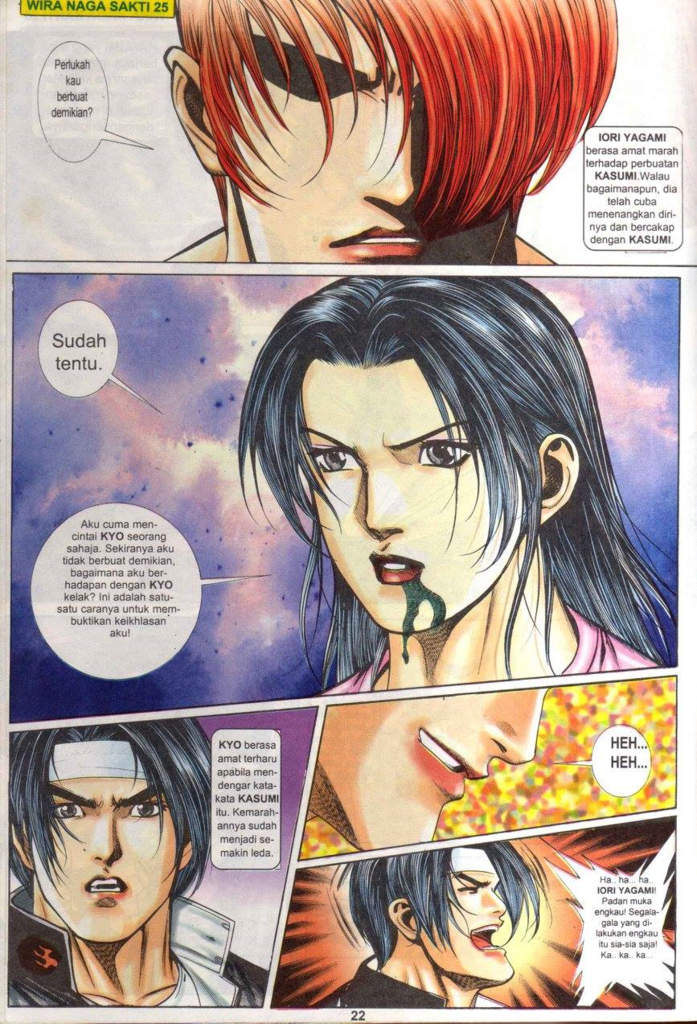 WIRA NAGA SAKTI 25
Perlukah
kau
berbuat
demikian?
IORI YAGAMI
berasa amat marah
terhadap perbuatan
KASUMI.Walau
bagaimanapun, dia
telah cuba
menenangkan diri-
nya dan bercakap
dengan KASUMI.
Sudah
tentu.
Aku cuma men-
cintai KYO seorang
sahaja. Sekiranya aku
tidak berbuat demikian,
bagaimana aku ber-
hadapan dengan KYO
kelak? Ini adalah satu-
satu caranya untuk mem-
buktikan keikhlasan
aku!
KYO berasa
amat terharu
apabila men-
dengar kata-
kata KASUMI
itu. Kemarah-
annya sudah
menjadi se-
makin leda.
HEH...
HEH...
Ha.. ha... ha..
IORI YAGAMI!
Padan muka
engkau! Segala-
gala yang di-
lakukan engkau
itu sia-sia saja!
Ka.. ka.. ka...
22